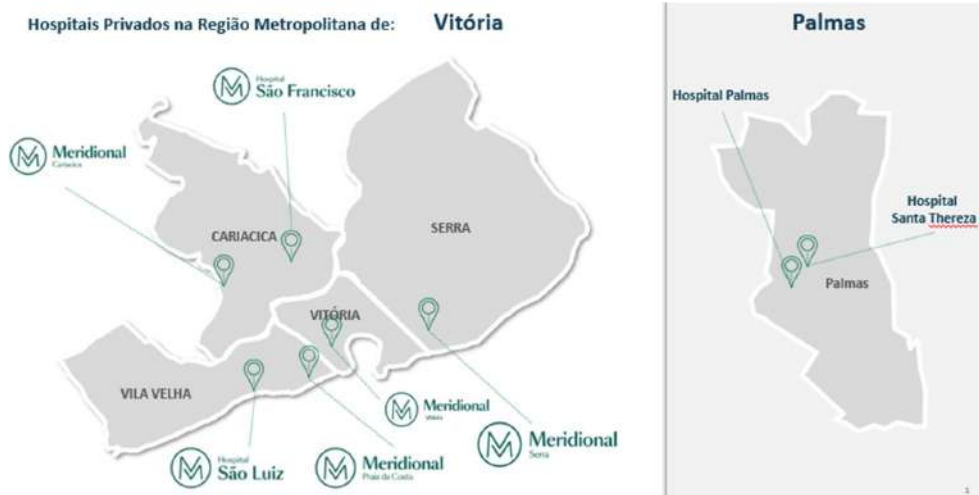 Hospitais Privados na Região Metropolitana de: Vitória
Hospital
São Francisco
Meridional
Cariacica
CARIACICA
SERRA
VITÓRIA
VILA VELHA
Meridional
Vitória
Hospital
São Luiz
Meridional
Praia da Costa
Meridional
Serra
Palmas
Hospital Palmas
Hospital
Santa Thereza
Palmas